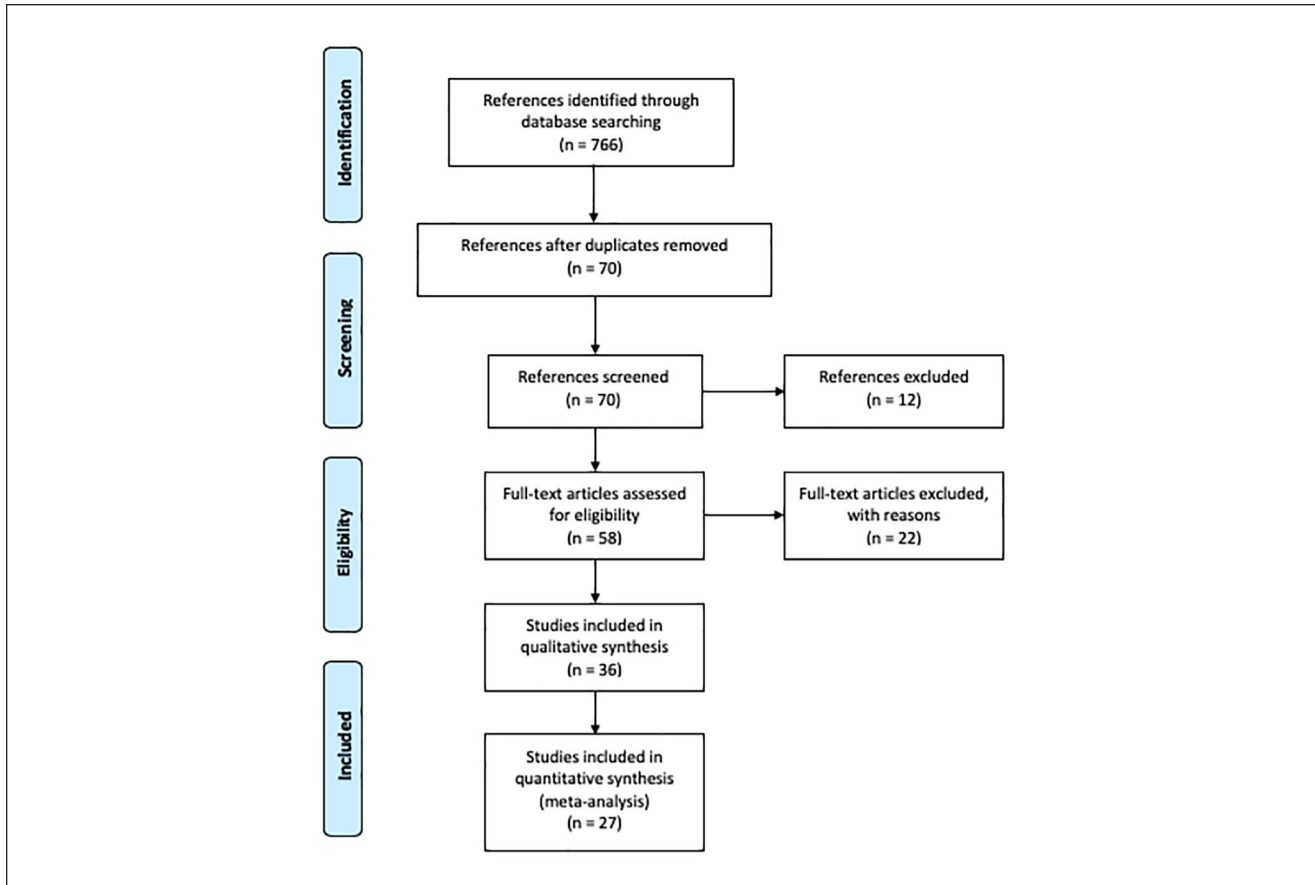 Identification
References identified through
database searching
(n = 766)
References after duplicates removed
(n = 70)
Screening
References screened
(n = 70)
References excluded
(n = 12)
Eligibility
Full-text articles assessed
for eligibility
(n = 58)
Full-text articles excluded,
with reasons
(n = 22)
Studies included in
qualitative synthesis
(n = 36)
Included
Studies included in
quantitative synthesis
(meta-analysis)
(n = 27)